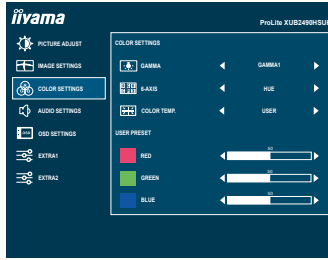 iiyama
ProLite XUB2490HSU
PICTURE ADJUST
IMAGE SETTINGS
COLOR SETTINGS
AUDIO SETTINGS
OSD SETTINGS
EXTRA1
EXTRA2
COLOR SETTINGS
GAMMA GAMMA1
6-AXIS HUE
COLOR TEMP. USER
USER PRESET
RED 50
GREEN 50
BLUE 50